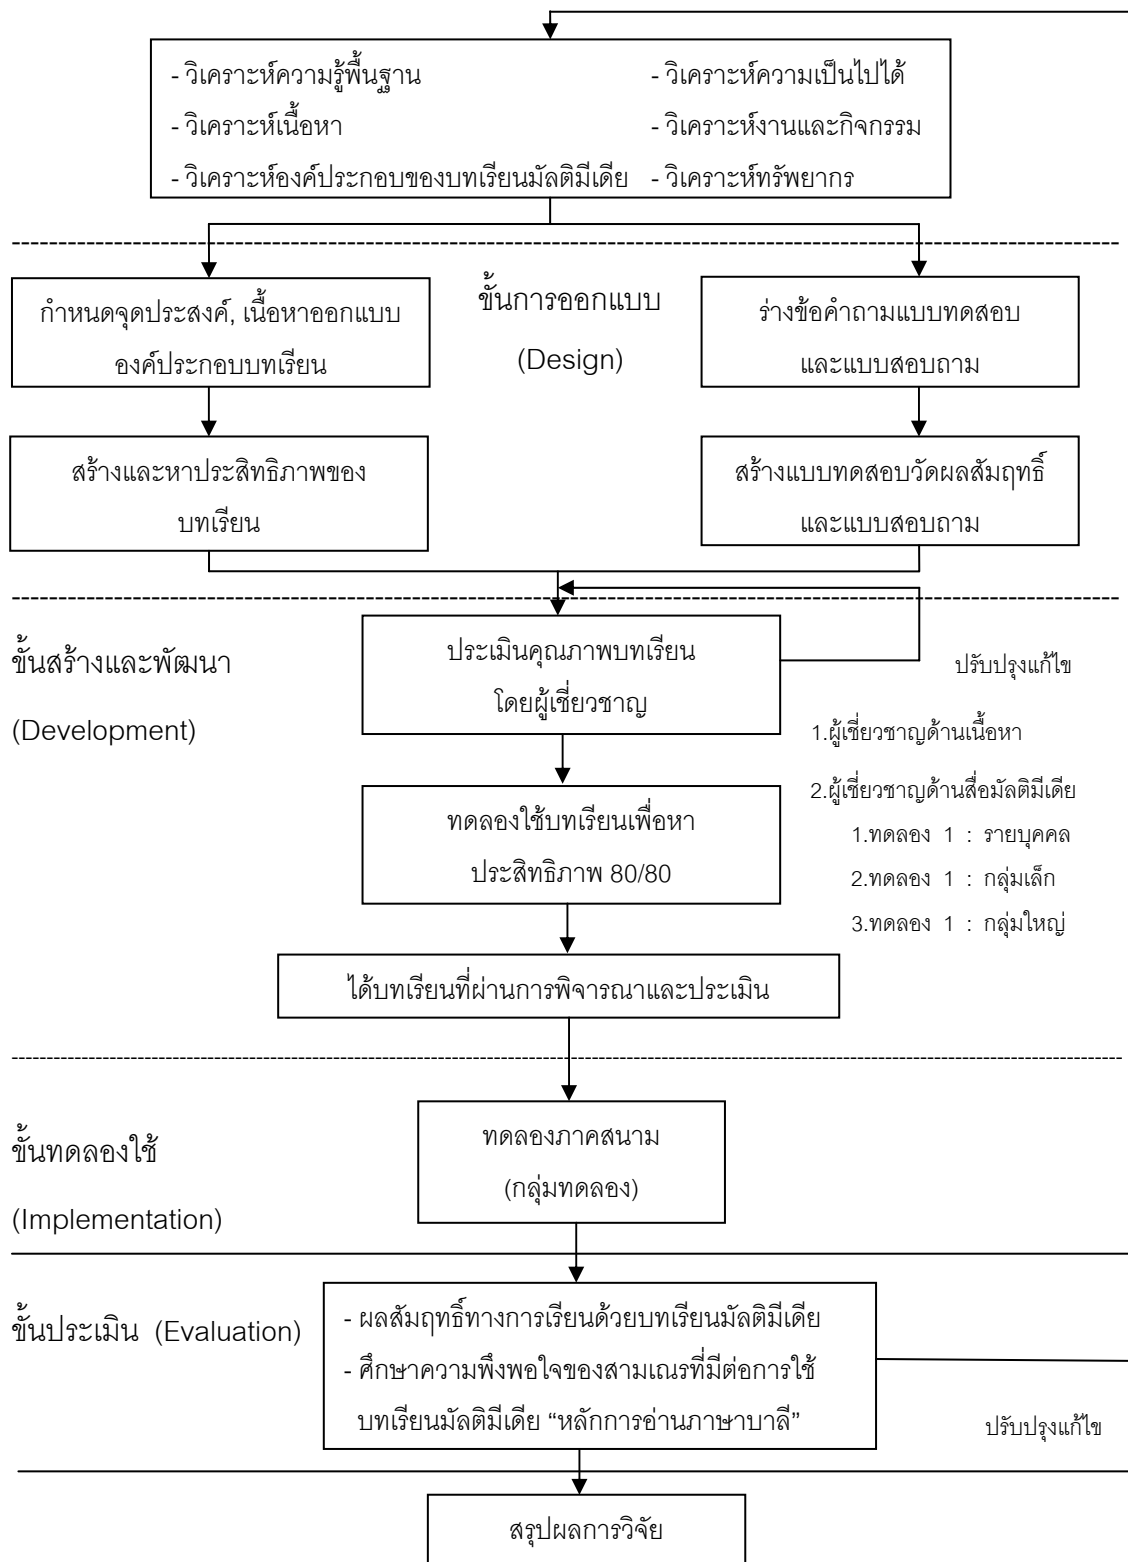 - วิเคราะห์ความรู้พื้นฐาน
- วิเคราะห์ความเป็นไปได้
- วิเคราะห์เนื้อหา
- วิเคราะห์งานและกิจกรรม
- วิเคราะห์องค์ประกอบของบทเรียนมัลติมีเดีย
- วิเคราะห์ทรัพยากร
กำหนดจุดประสงค์, เนื้อหาออกแบบ
องค์ประกอบบทเรียน
ขั้นการออกแบบ
(Design)
ร่างข้อคำถามแบบทดสอบ
และแบบสอบถาม
สร้างและหาประสิทธิภาพของ
บทเรียน
สร้างแบบทดสอบวัดผลสัมฤทธิ์
และแบบสอบถาม
ขั้นสร้างและพัฒนา
(Development)
ประเมินคุณภาพบทเรียน
โดยผู้เชี่ยวชาญ
ปรับปรุงแก้ไข
1.ผู้เชี่ยวชาญด้านเนื้อหา
2.ผู้เชี่ยวชาญด้านสื่อมัลติมีเดีย
ทดลองใช้บทเรียนเพื่อหา
ประสิทธิภาพ 80/80
1.ทดลอง 1 : รายบุคคล
2.ทดลอง 1 : กลุ่มเล็ก
3.ทดลอง 1 : กลุ่มใหญ่
ได้บทเรียนที่ผ่านการพิจารณาและประเมิน
ขั้นทดลองใช้
(Implementation)
ทดลองภาคสนาม
(กลุ่มทดลอง)
ขั้นประเมิน (Evaluation)
- ผลสัมฤทธิ์ทางการเรียนด้วยบทเรียนมัลติมีเดีย
- ศึกษาความพึงพอใจของสามเณรที่มีต่อการใช้
บทเรียนมัลติมีเดีย “หลักการอ่านภาษาบาลี”
ปรับปรุงแก้ไข
สรุปผลการวิจัย